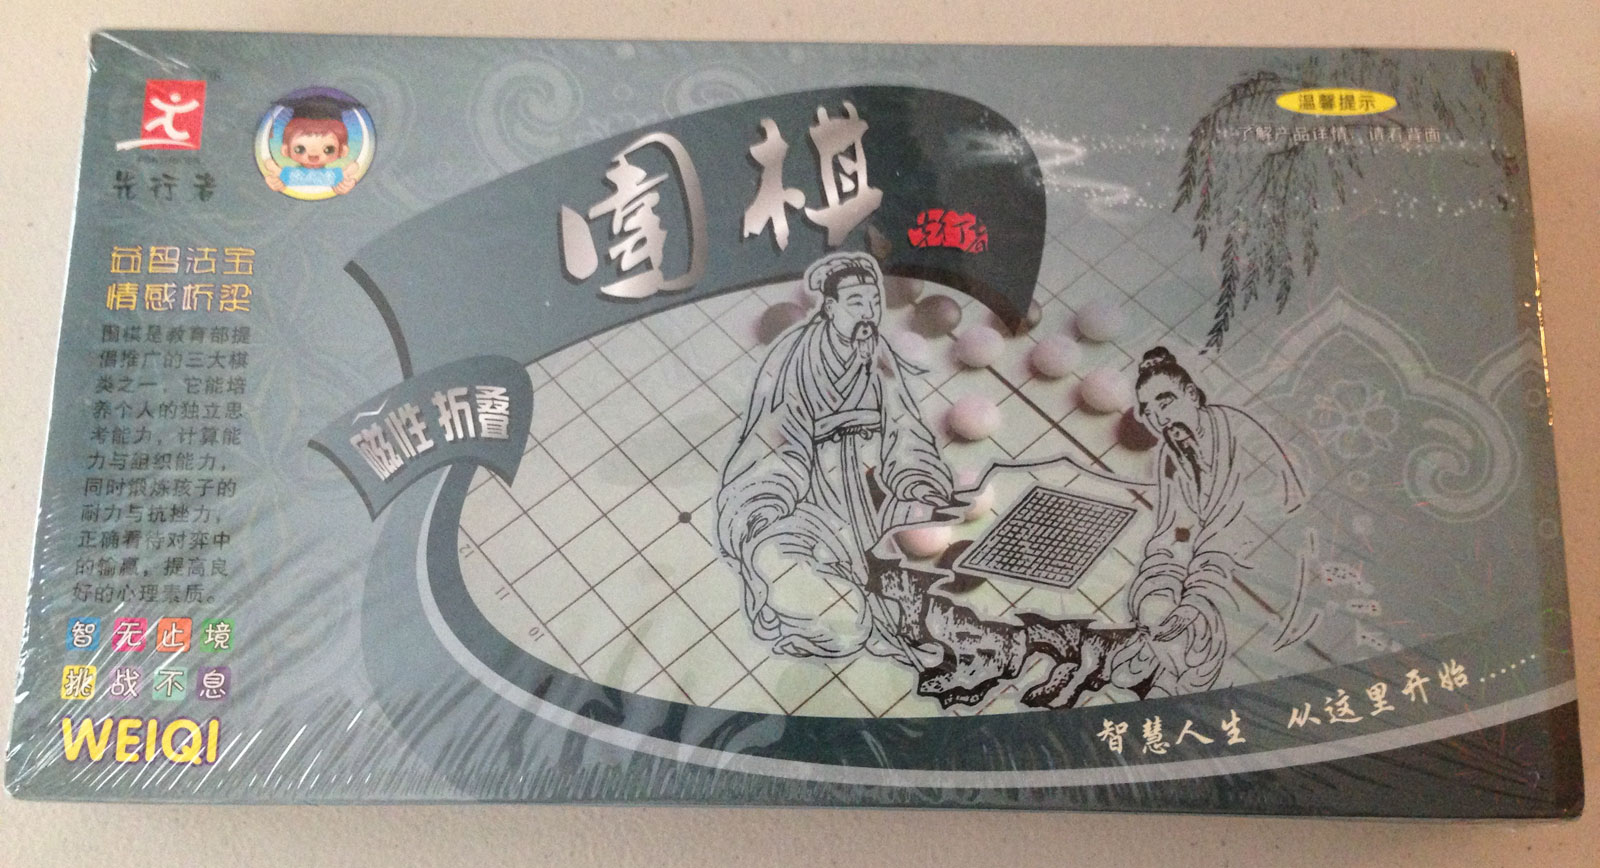 先行者
益智法宝
情感桥梁
围棋是教育部提
倡推广的三大棋
类之一，它能培
养个人的独立思
考能力，计算能
力与组织能力，
同时锻炼孩子的
耐力与抗挫力，
正确看待对弈中
的输赢，提高良
好的心理素质。
智无止境
挑战不息
WEIQI
圍棋
磁性 折叠
12
11
10
温馨提示
了解产品详情，请看背面
智慧人生 从这里开始……